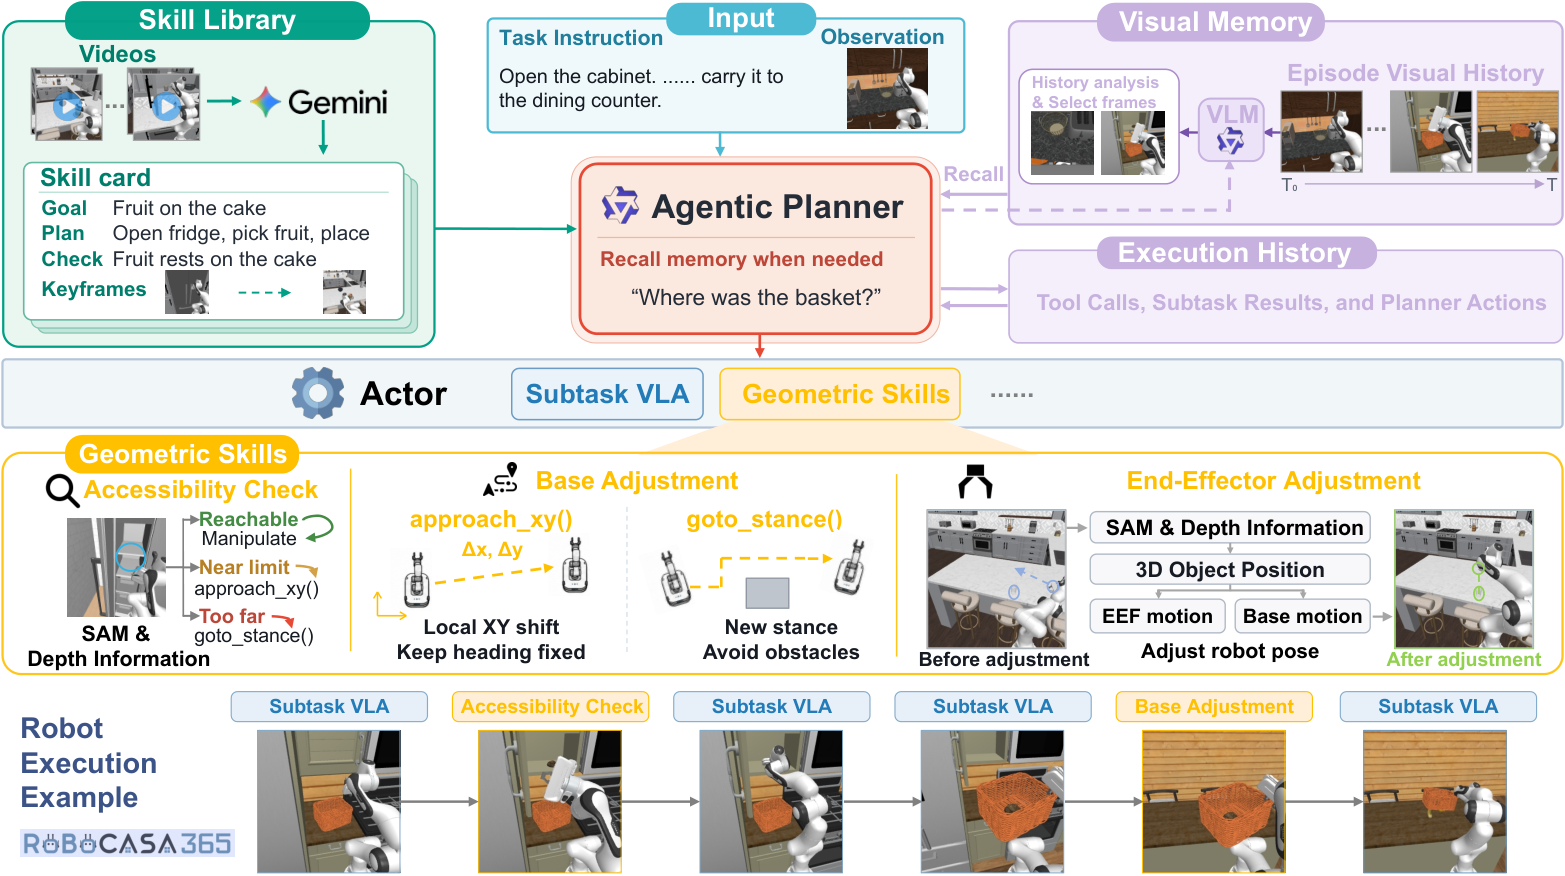 Skill Library
Videos
...
Gemini
Skill card
Goal Fruit on the cake
Plan Open fridge, pick fruit, place
Check Fruit rests on the cake
Keyframes
Input
Task Instruction
Observation
Open the cabinet. ...... carry it to
the dining counter.
Agentic Planner
Recall memory when needed
“Where was the basket?”
Visual Memory
History analysis
& Select frames
VLM
Episode Visual History
...
T₀
T
Recall
Execution History
Tool Calls, Subtask Results, and Planner Actions
Actor
Subtask VLA
Geometric Skills
......
Geometric Skills
Accessibility Check
Reachable
Manipulate
Near limit
approach_xy()
Too far
goto_stance()
SAM &
Depth Information
Base Adjustment
approach_xy()
Δx, Δy
Local XY shift
Keep heading fixed
goto_stance()
New stance
Avoid obstacles
End-Effector Adjustment
SAM & Depth Information
3D Object Position
EEF motion
Base motion
Adjust robot pose
Before adjustment
After adjustment
Robot
Execution
Example
ROBOCASA365
Subtask VLA
Accessibility Check
Subtask VLA
Subtask VLA
Base Adjustment
Subtask VLA